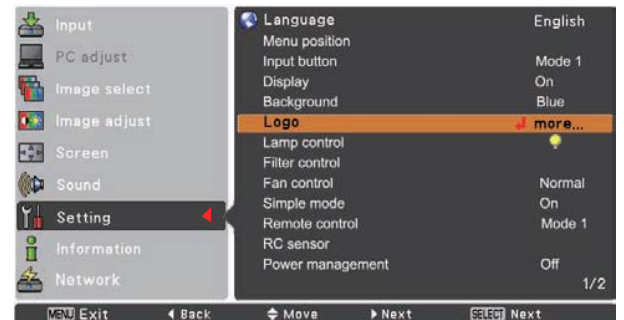 Input
PC adjust
Image select
Image adjust
Screen
Sound
Setting
Information
Network
Language English
Menu position
Input button Mode 1
Display On
Background Blue
Logo more...
Lamp control
Filter control
Fan control Normal
Simple mode On
Remote control Mode 1
RC sensor
Power management Off
1/2
MENU Exit Back Move Next SELECT Next